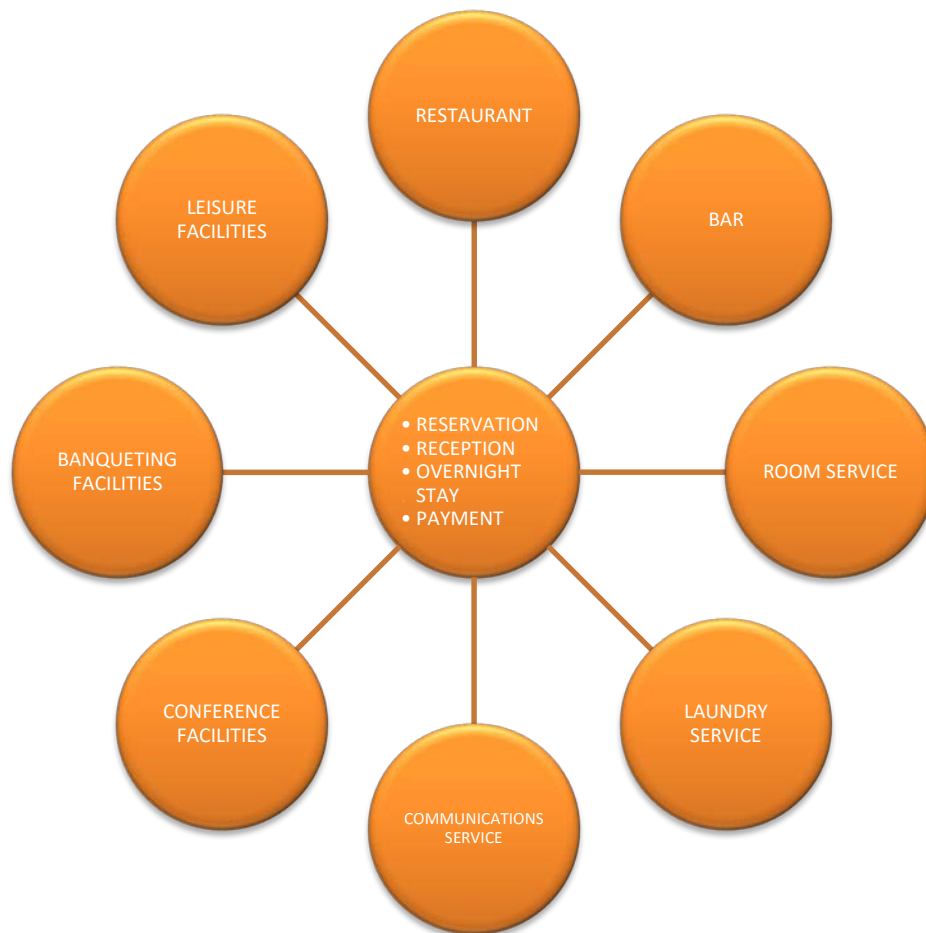 RESTAURANT
LEISURE
FACILITIES
BAR
BANQUETING
FACILITIES
• RESERVATION
• RECEPTION
• OVERNIGHT
STAY
• PAYMENT
ROOM SERVICE
CONFERENCE
FACILITIES
LAUNDRY
SERVICE
COMMUNICATIONS
SERVICE